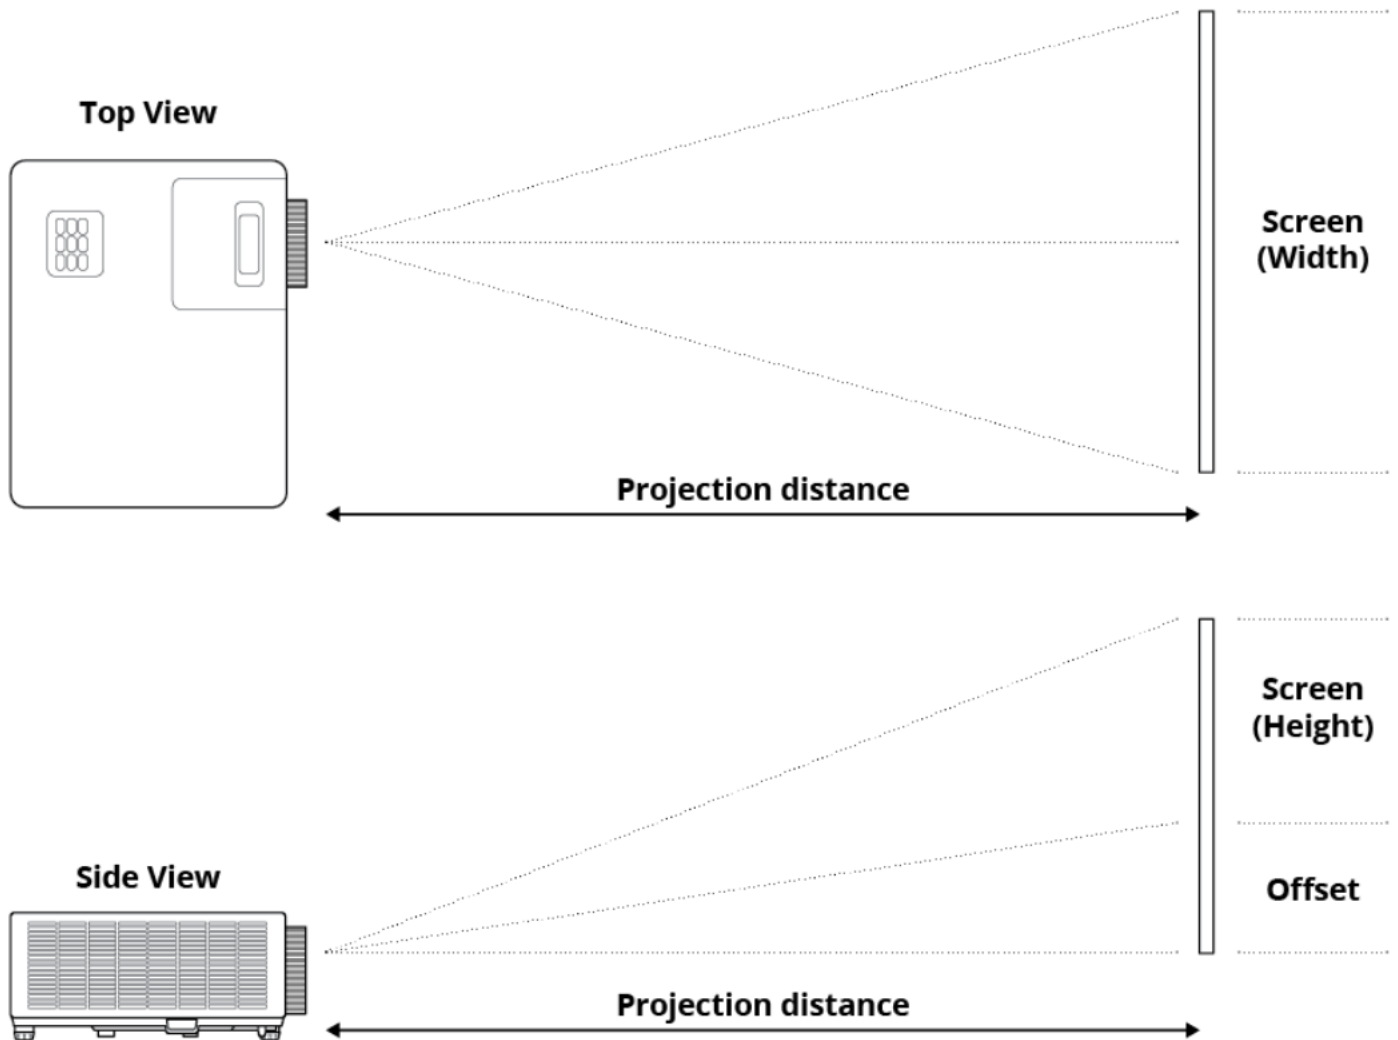 Top View
Screen
(Width)
Projection distance
Screen
(Height)
Side View
Offset
Projection distance